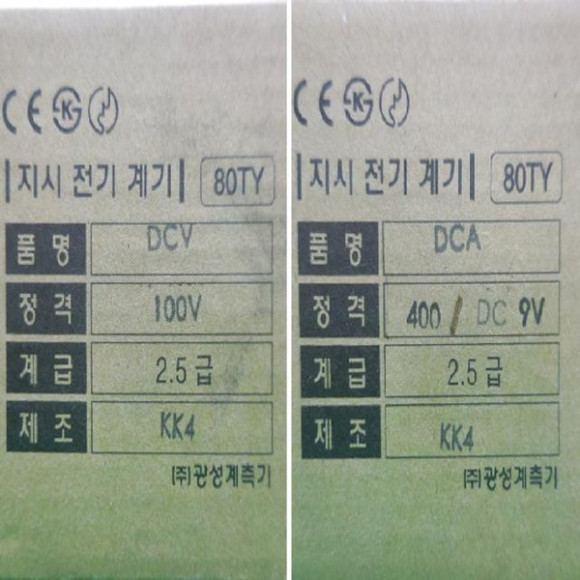 CE K
지시 전기 계기 80TY
품 명 DCV
정 격 100V
계 급 2.5 급
제 조 KK4
(주)광성계측기
CE K
지시 전기 계기 80TY
품 명 DCA
정 격 400 / DC 9V
계 급 2.5 급
제 조 KK4
(주)광성계측기